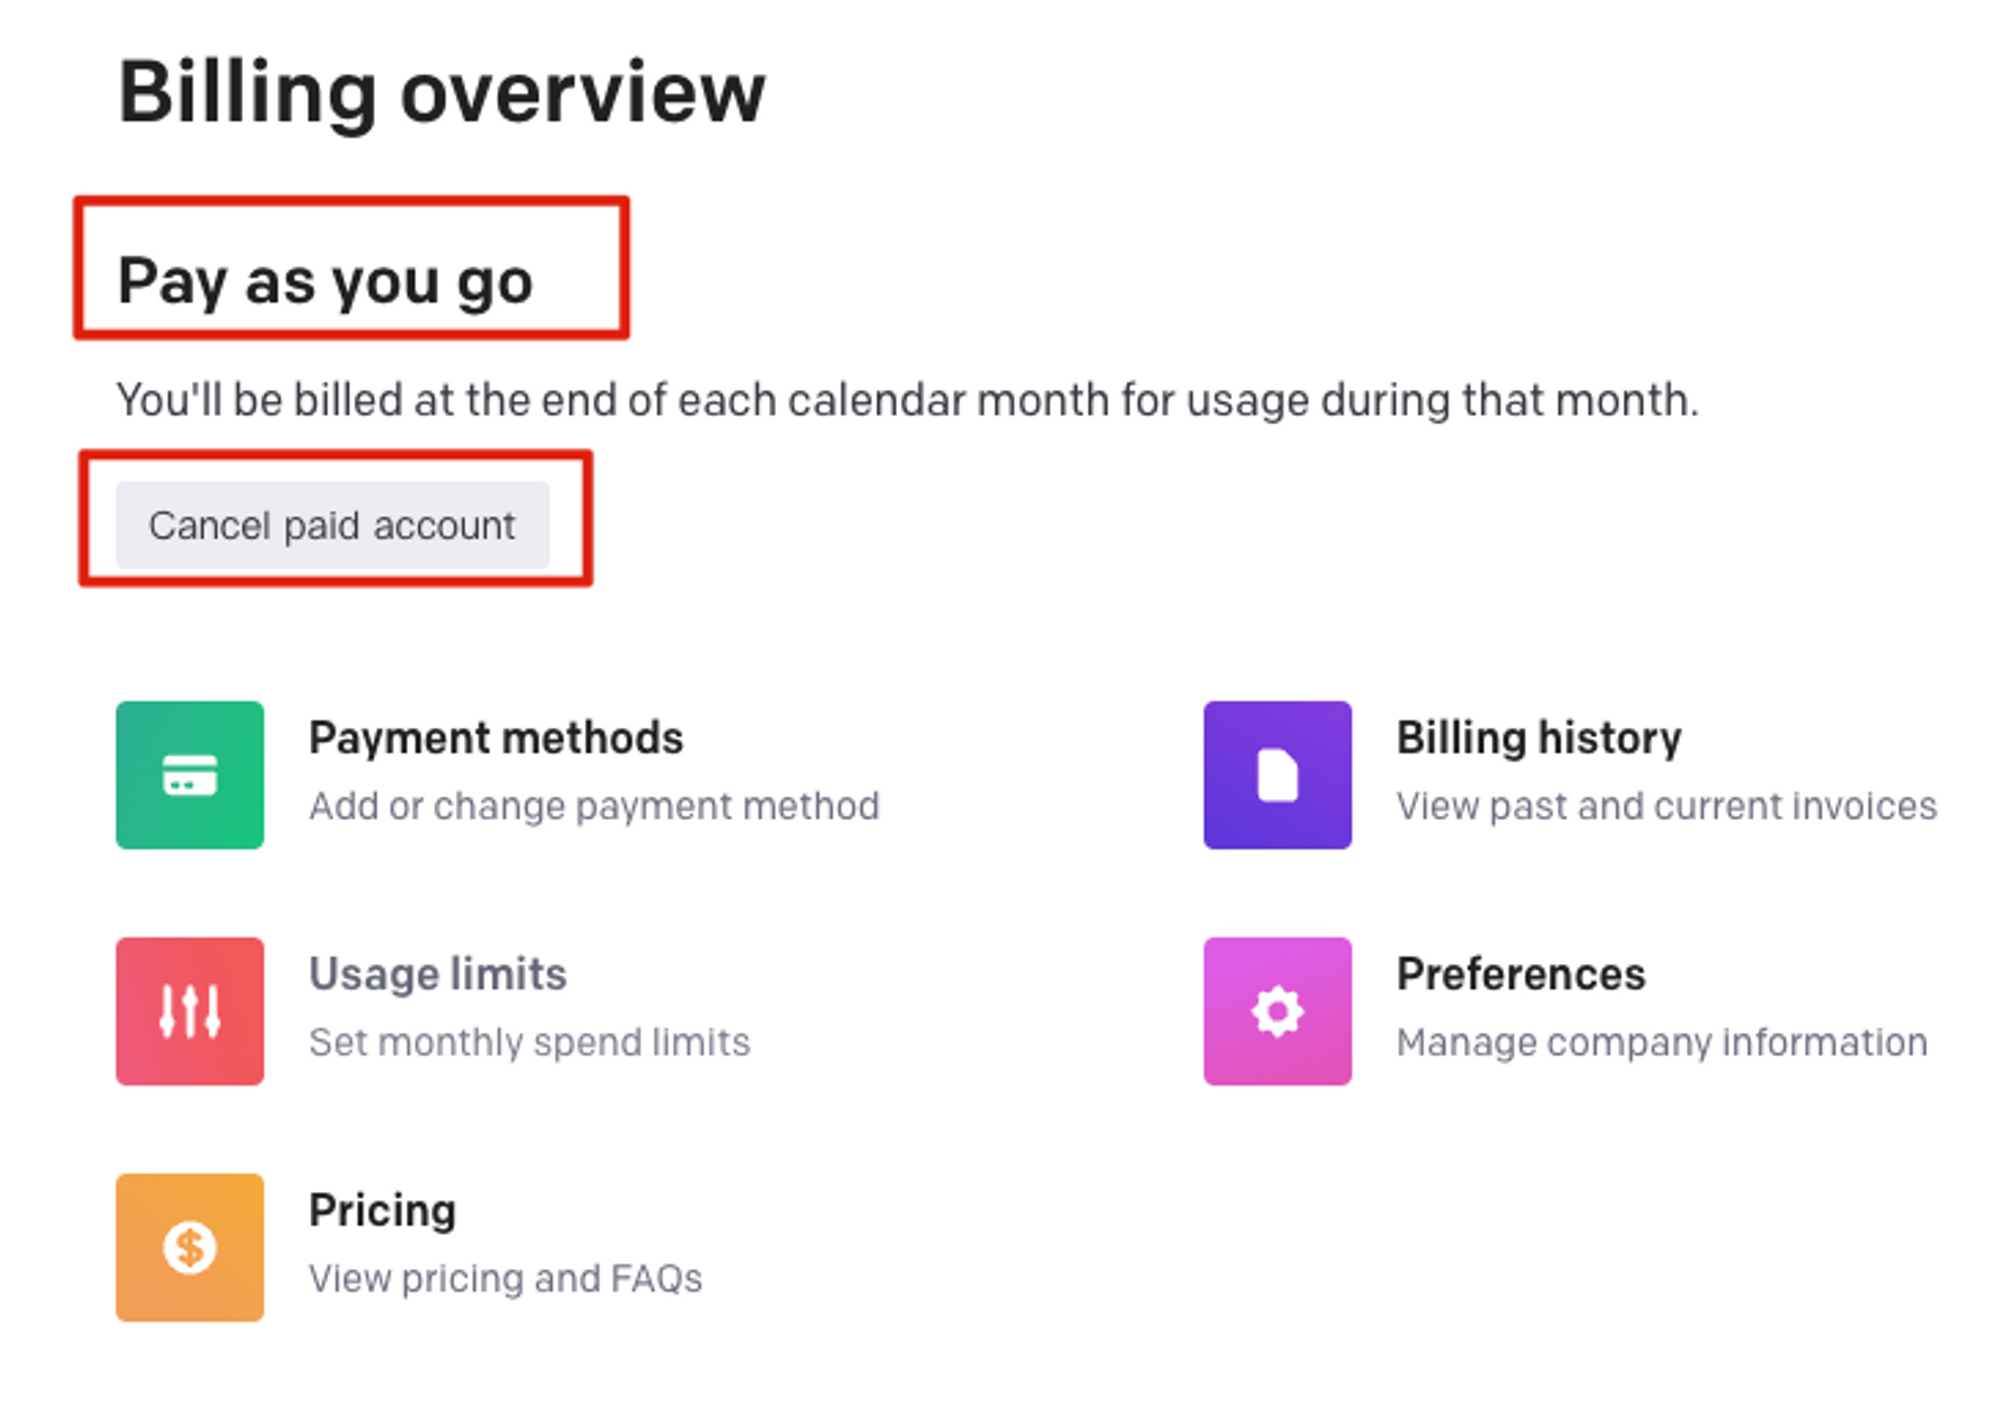 Billing overview
Pay as you go
You'll be billed at the end of each calendar month for usage during that month.
Cancel paid account
Payment methods
Add or change payment method
Billing history
View past and current invoices
Usage limits
Set monthly spend limits
Preferences
Manage company information
Pricing
View pricing and FAQs